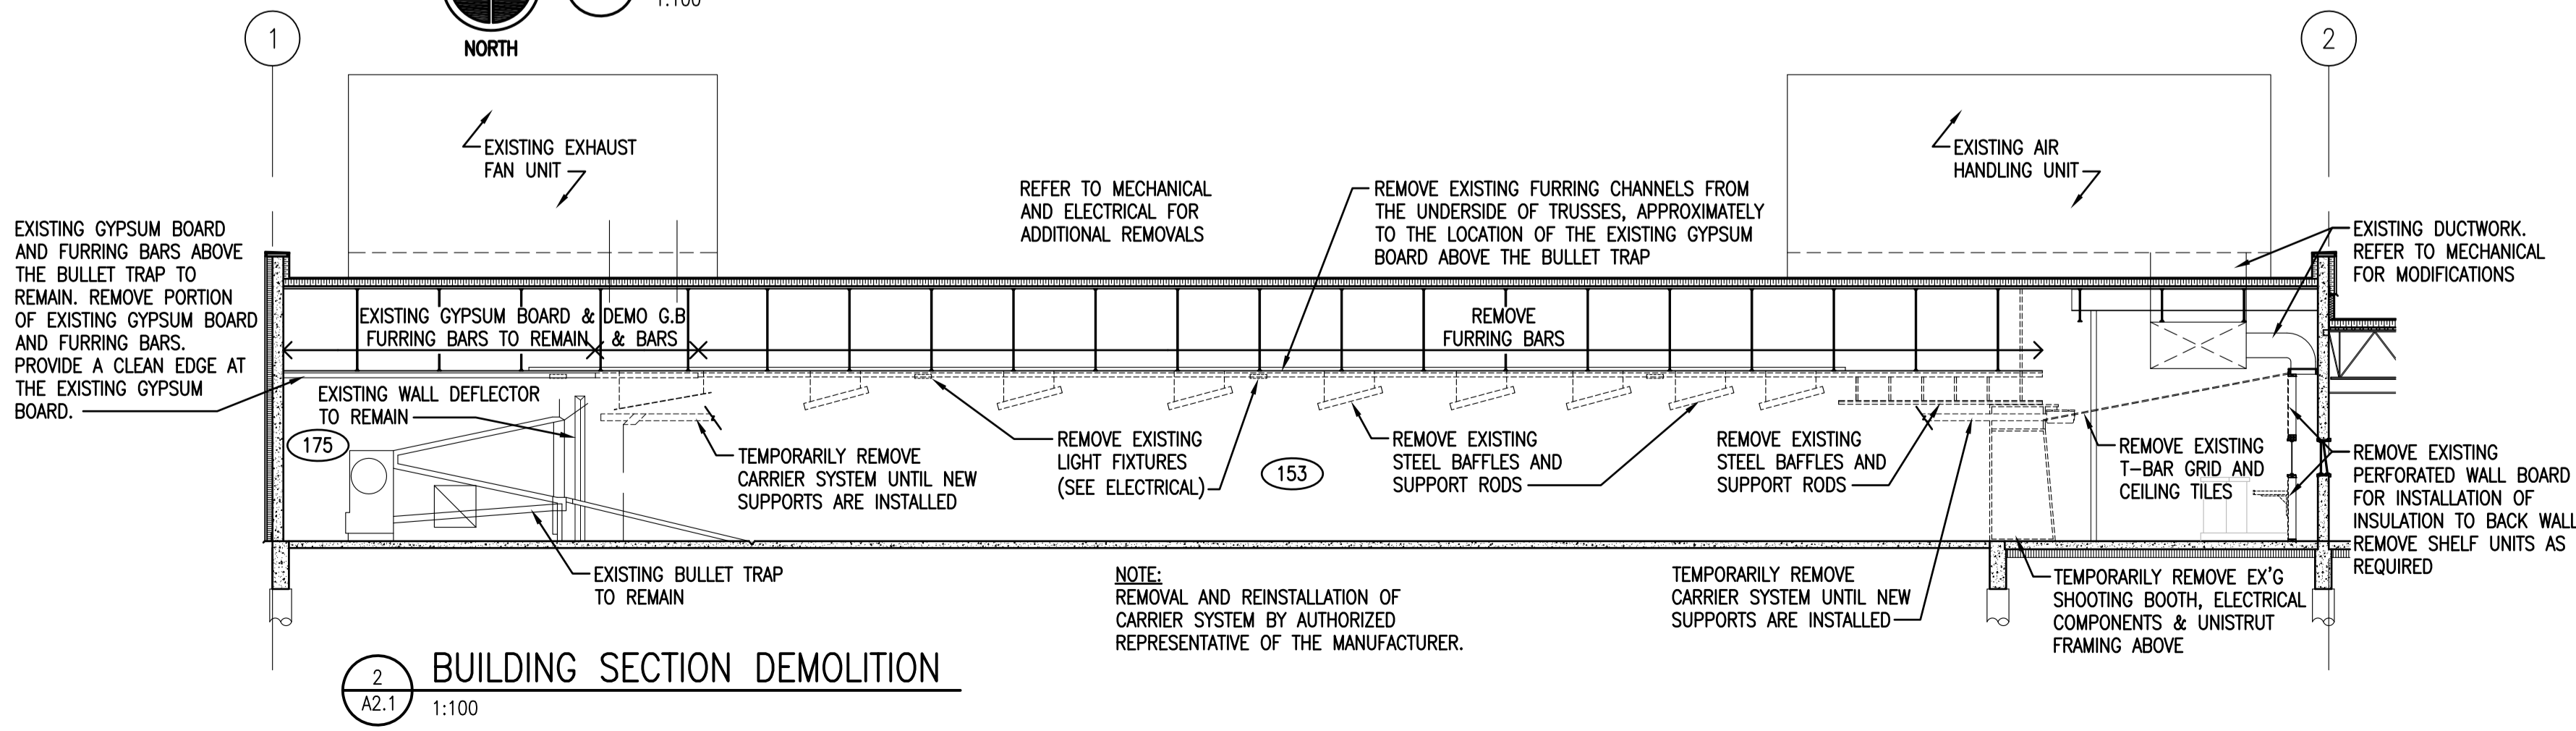 1:100
NORTH
1
2
EXISTING EXHAUST
FAN UNIT
EXISTING AIR
HANDLING UNIT
REFER TO MECHANICAL
AND ELECTRICAL FOR
ADDITIONAL REMOVALS
REMOVE EXISTING FURRING CHANNELS FROM
THE UNDERSIDE OF TRUSSES, APPROXIMATELY
TO THE LOCATION OF THE EXISTING GYPSUM
BOARD ABOVE THE BULLET TRAP
EXISTING GYPSUM BOARD
AND FURRING BARS ABOVE
THE BULLET TRAP TO
REMAIN. REMOVE PORTION
OF EXISTING GYPSUM BOARD
AND FURRING BARS.
PROVIDE A CLEAN EDGE AT
THE EXISTING GYPSUM
BOARD.
EXISTING DUCTWORK.
REFER TO MECHANICAL
FOR MODIFICATIONS
EXISTING GYPSUM BOARD &
FURRING BARS TO REMAIN
DEMO G.B
& BARS
REMOVE
FURRING BARS
EXISTING WALL DEFLECTOR
TO REMAIN
175
TEMPORARILY REMOVE
CARRIER SYSTEM UNTIL NEW
SUPPORTS ARE INSTALLED
REMOVE EXISTING
LIGHT FIXTURES
(SEE ELECTRICAL)
153
REMOVE EXISTING
STEEL BAFFLES AND
SUPPORT RODS
REMOVE EXISTING
STEEL BAFFLES AND
SUPPORT RODS
REMOVE EXISTING
T-BAR GRID AND
CEILING TILES
REMOVE EXISTING
PERFORATED WALL BOARD
FOR INSTALLATION OF
INSULATION TO BACK WALL
REMOVE SHELF UNITS AS
REQUIRED
EXISTING BULLET TRAP
TO REMAIN
NOTE:
REMOVAL AND REINSTALLATION OF
CARRIER SYSTEM BY AUTHORIZED
REPRESENTATIVE OF THE MANUFACTURER.
TEMPORARILY REMOVE
CARRIER SYSTEM UNTIL NEW
SUPPORTS ARE INSTALLED
TEMPORARILY REMOVE EX'G
SHOOTING BOOTH, ELECTRICAL
COMPONENTS & UNISTRUT
FRAMING ABOVE
2
A2.1
BUILDING SECTION DEMOLITION
1:100